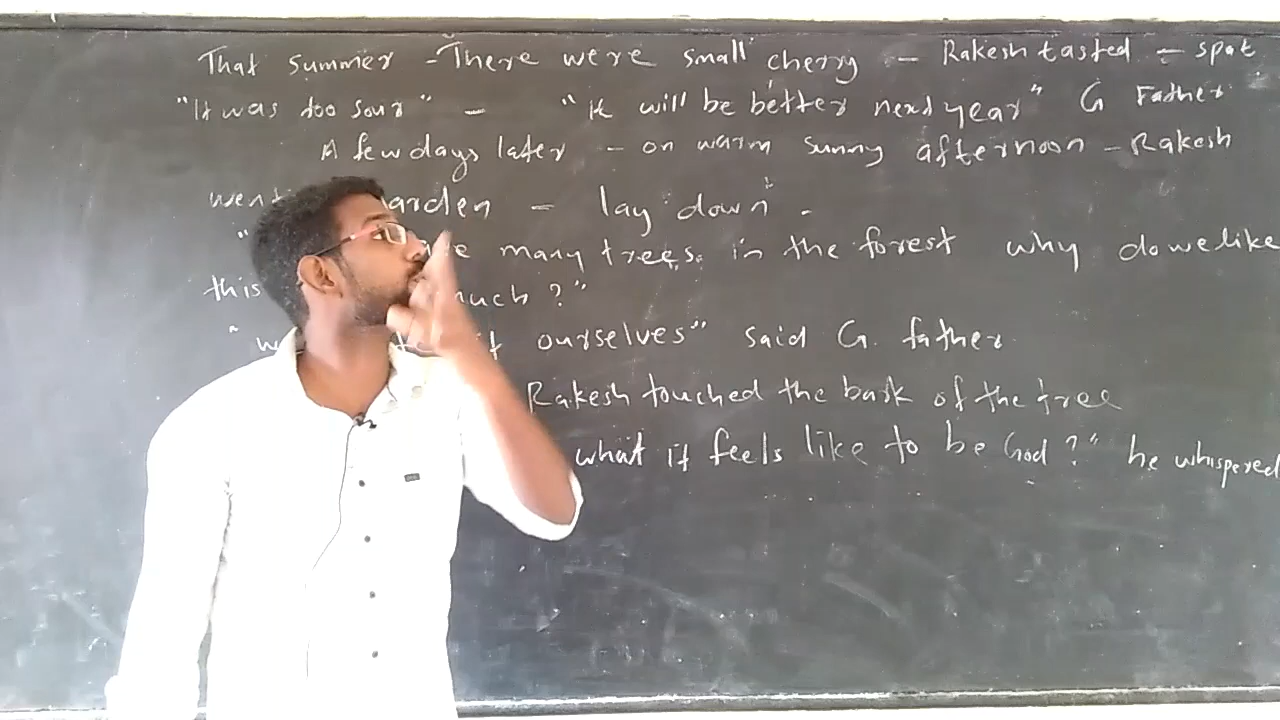 That summer - There were small cherry - Rakesh tasted - spat
"It was too sour" - "it will be better next year" G Father
A few days later - on warm sunny afternoon - Rakesh
went arden - lay down -
" many trees in the forest why do we like
this much ?"
" ourselves" said G. father.
Rakesh touched the bark of the tree
what it feels like to be God ?" he whispered